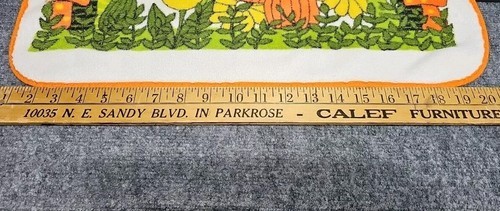 2 3 4 5 6 7 8 9 10 11 12 13 14 15 16 17 18 19 20
10035 N. E. SANDY BLVD. IN PARKROSE - CALEF FURNITURE